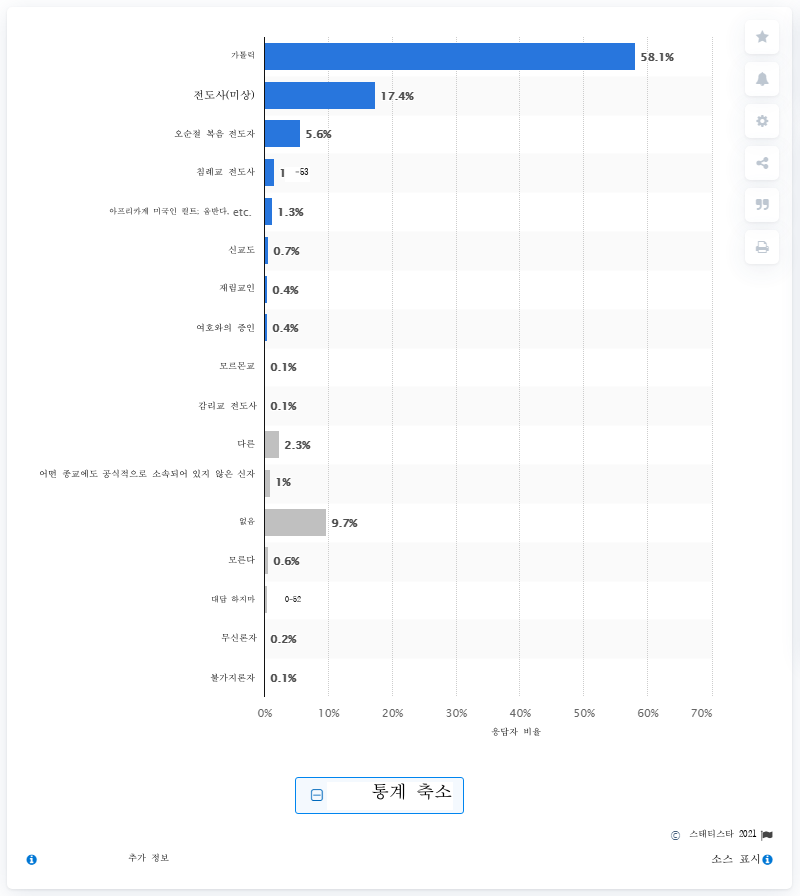 가톨릭 58.1%
전도사(미상) 17.4%
오순절 복음 전도자 5.6%
침례교 전도사 1 -53
아프리카계 미국인 컬트; 움반다, etc. 1.3%
신교도 0.7%
재림교인 0.4%
여호와의 증인 0.4%
모르몬교 0.1%
감리교 전도사 0.1%
다른 2.3%
어떤 종교에도 공식적으로 소속되어 있지 않은 신자 1%
없음 9.7%
모른다 0.6%
대답 하지마 0-52
무신론자 0.2%
불가지론자 0.1%
0% 10% 20% 30% 40% 50% 60% 70%
응답자 비율
통계 축소
© 스태티스타 2021
추가 정보 소스 표시